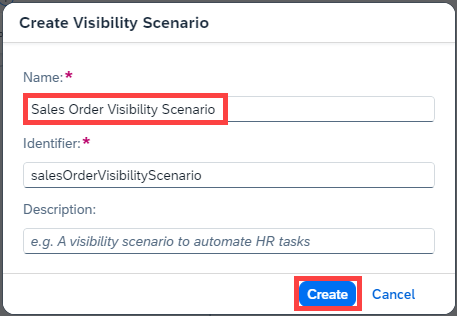 Create Visibility Scenario
Name:*
Sales Order Visibility Scenario
Identifier:*
salesOrderVisibilityScenario
Description:
e.g. A visibility scenario to automate HR tasks
Create Cancel